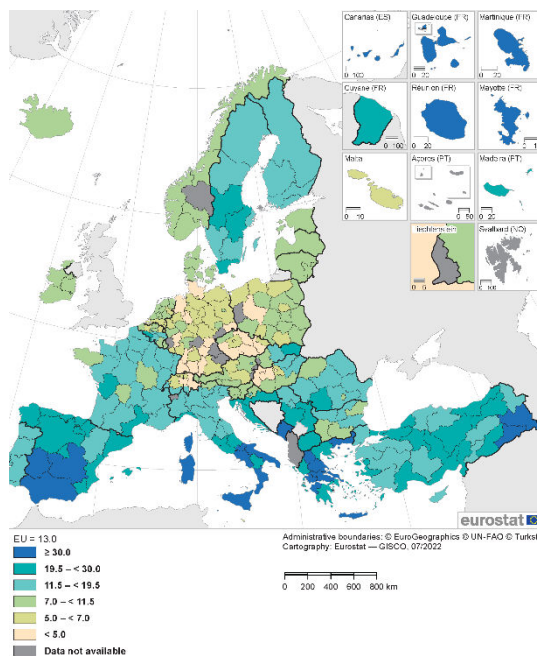 Canarias (ES)
Guadeloupe (FR)
Martinique (FR)
0 100
0 20
0 20
Guyane (FR)
Réunion (FR)
Mayotte (FR)
0 100
0 20
Malta
Açores (PT)
Madeira (PT)
0 10
0 50
0 20
Liechtenstein
Svalbard (NO)
0 100
eurostat
EU = 13.0
≥ 30.0
19.5 – < 30.0
11.5 – < 19.5
7.0 – < 11.5
5.0 – < 7.0
< 5.0
Data not available
Administrative boundaries: © EuroGeographics © UN-FAO © Turkst
Cartography: Eurostat — GISCO, 07/2022
0 200 400 600 800 km